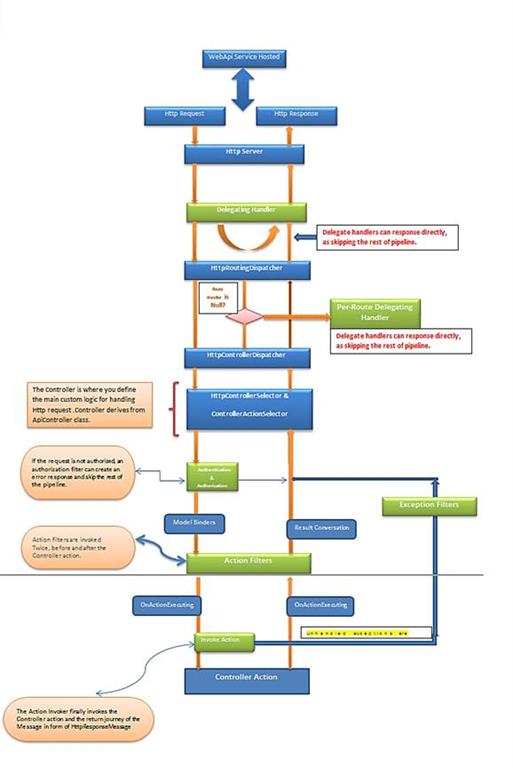 WebApi Service Hosted
Http Request
Http Response
Http Server
Delegating Handler
Delegate handlers can response directly,
as skipping the rest of pipeline.
HttpRoutingDispatcher
Route
Handler is
Null?
Per-Route Delegating
Handler
Delegate handlers can response directly,
as skipping the rest of pipeline.
HttpControllerDispatcher
The Controller is where you define
the main custom logic for handling
Http request .Controller derives from
ApiController class.
HttpControllerSelector &
ControllerActionSelector
If the request is not authorized, an
authorization filter can create an
error response and skip the rest of
the pipeline.
Authentication
&
Authorization
Exception Filters
Model Binders
Result Conversation
Action filters are invoked
Twice, before and after the
Controller action.
Action Filters
OnActionExecuting
OnActionExecuting
Unhandled exceptions are
Invoke Action
Controller Action
The Action Invoker finally invokes the
Controller action and the return journey of the
Message in form of HttpResponseMessage